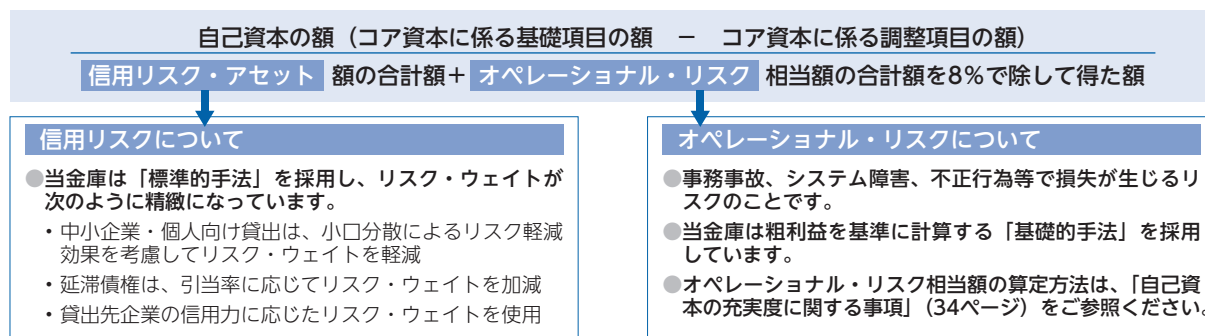 自己資本の額（コア資本に係る基礎項目の額　－　コア資本に係る調整項目の額）
信用リスク・アセット 額の合計額＋ オペレーショナル・リスク 相当額の合計額を8％で除して得た額
信用リスクについて
●当金庫は「標準的手法」を採用し、リスク・ウェイトが
次のように精緻になっています。
・中小企業・個人向け貸出は、小口分散によるリスク軽減
効果を考慮してリスク・ウェイトを軽減
・延滞債権は、引当率に応じてリスク・ウェイトを加減
・貸出先企業の信用力に応じたリスク・ウェイトを使用
オペレーショナル・リスクについて
●事務事故、システム障害、不正行為等で損失が生じるリ
スクのことです。
●当金庫は粗利益を基準に計算する「基礎的手法」を採用
しています。
●オペレーショナル・リスク相当額の算定方法は、「自己資
本の充実度に関する事項」（34ページ）をご参照ください。